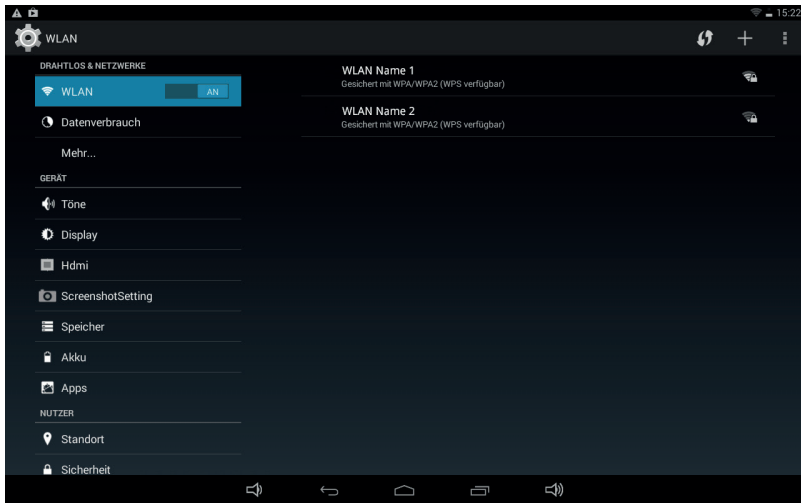 15:22
WLAN
DRAHTLOS & NETZWERKE
WLAN AN
Datenverbrauch
Mehr...
GERÄT
Töne
Display
Hdmi
ScreenshotSetting
Speicher
Akku
Apps
NUTZER
Standort
Sicherheit
WLAN Name 1
Gesichert mit WPA/WPA2 (WPS verfügbar)
WLAN Name 2
Gesichert mit WPA/WPA2 (WPS verfügbar)